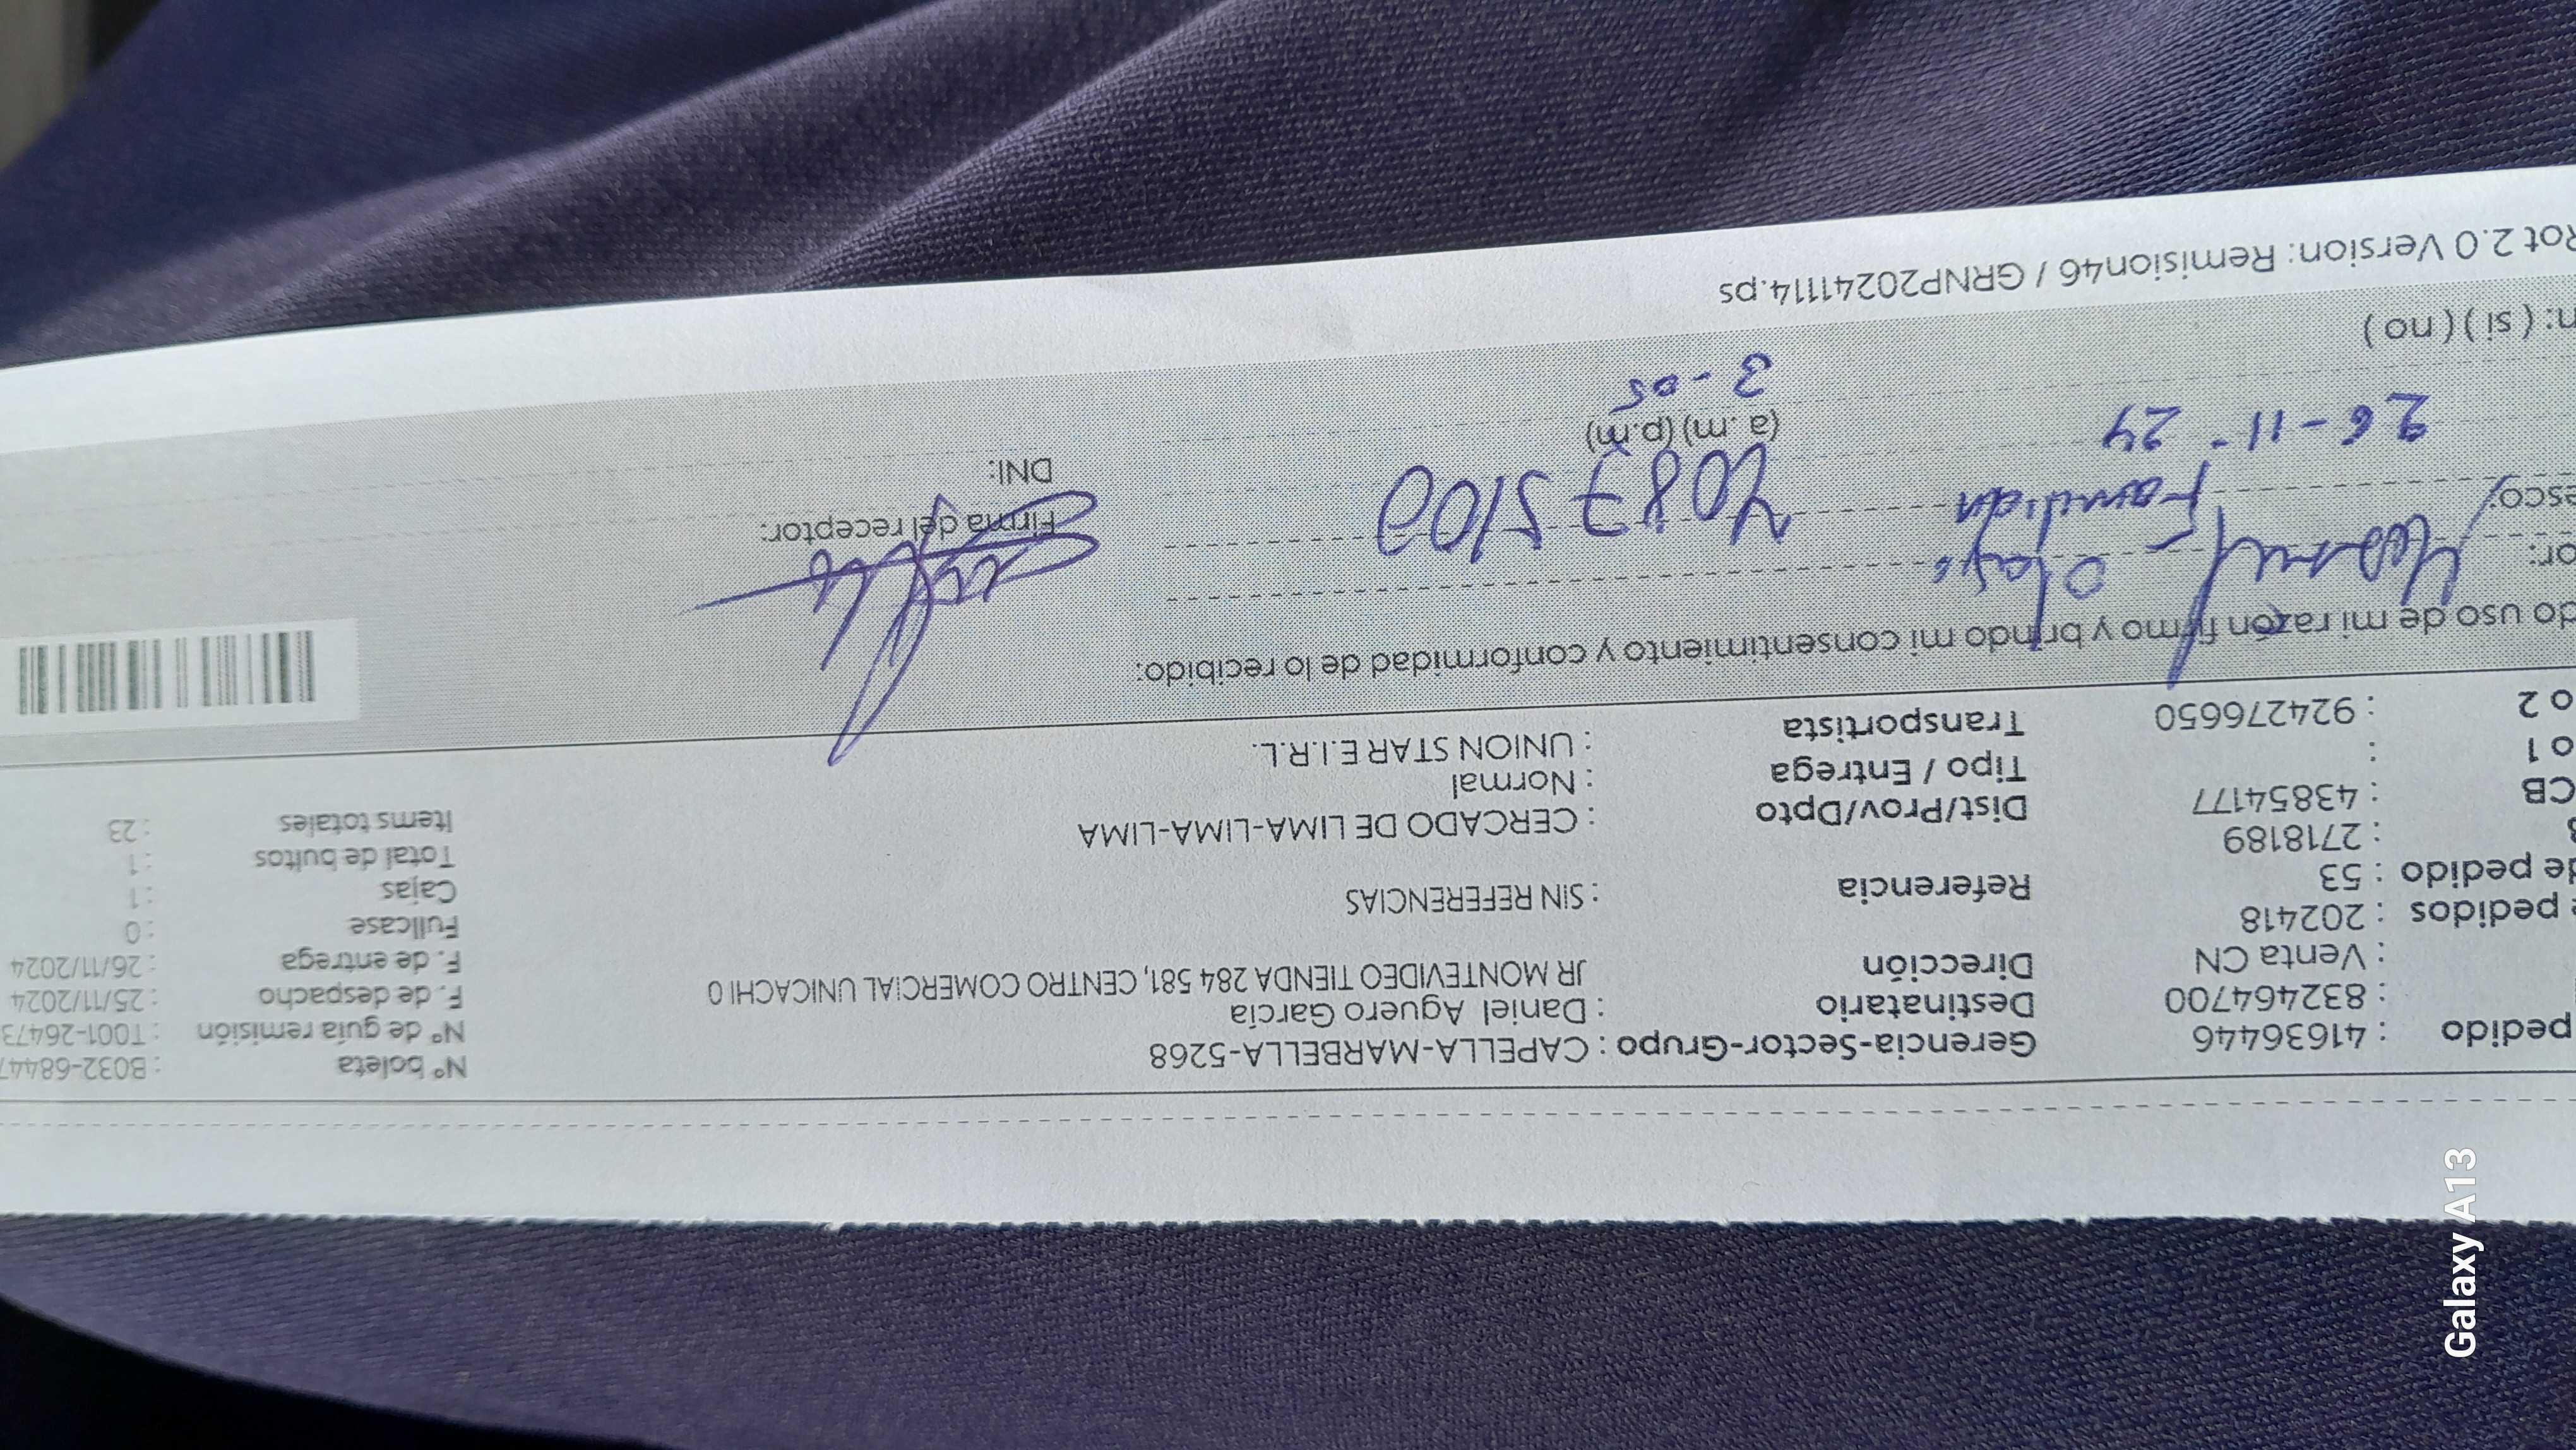 pedido : 41636446 Gerencia-Sector-Grupo : CAPELLA-MARBELLA-5268 Nº boleta : B032-68447
: 832464700 Destinatario : Daniel Aguero García Nº de guía remisión : T001-26473
: Venta CN Dirección JR MONTEVIDEO TIENDA 284 581, CENTRO COMERCIAL UNICACHI 0 F. de despacho : 25/11/2024
pedidos : 202418 F. de entrega : 26/11/2024
de pedido : 53 Referencia : SIN REFERENCIAS Fullcase : 0
: 2718189 Cajas : 1
CB : 43854177 Dist/Prov/Dpto : CERCADO DE LIMA-LIMA-LIMA Total de bultos : 1
o 1 : Tipo / Entrega : Normal Items totales : 23
o 2 : 924276650 Transportista : UNION STAR E.I.R.L.
do uso de mi razón firmo y brindo mi consentimiento y conformidad de lo recibido:
or: Firma del receptor:
esco: Familiar 40875109 DNI:
26-11-24 (a.m) (p.m)
3-05
n: ( si ) ( no )
Rot 2.0 Version: Remision46 / GRNP20241114.ps
Galaxy A13